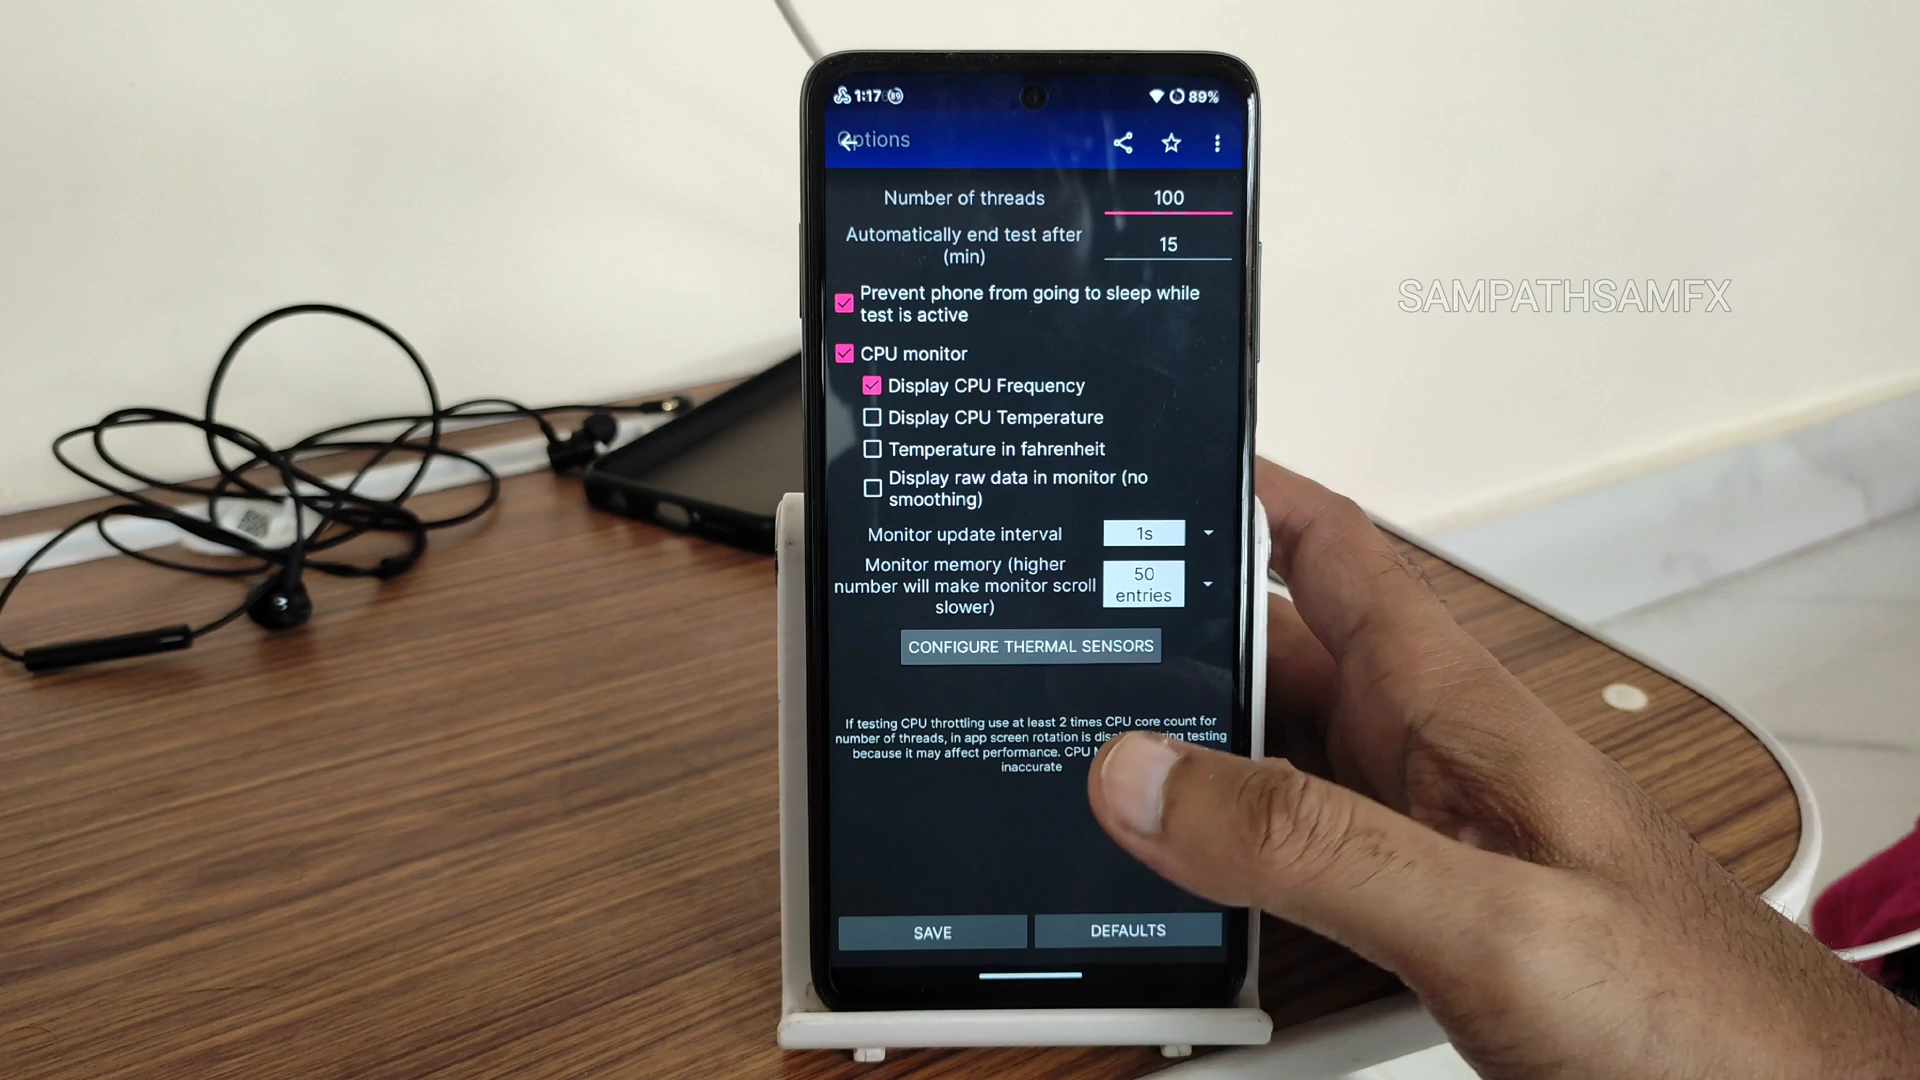 1:17 89 89%
Options
Number of threads 100
Automatically end test after
(min) 15
Prevent phone from going to sleep while
test is active
CPU monitor
Display CPU Frequency
Display CPU Temperature
Temperature in fahrenheit
Display raw data in monitor (no
smoothing)
Monitor update interval 1s
Monitor memory (higher
number will make monitor scroll
slower)
50
entries
CONFIGURE THERMAL SENSORS
If testing CPU throttling use at least 2 times CPU core count for
number of threads, in app screen rotation is testing
because it may affect performance. CPU
inaccurate
SAVE DEFAULTS
SAMPATHSAMFX